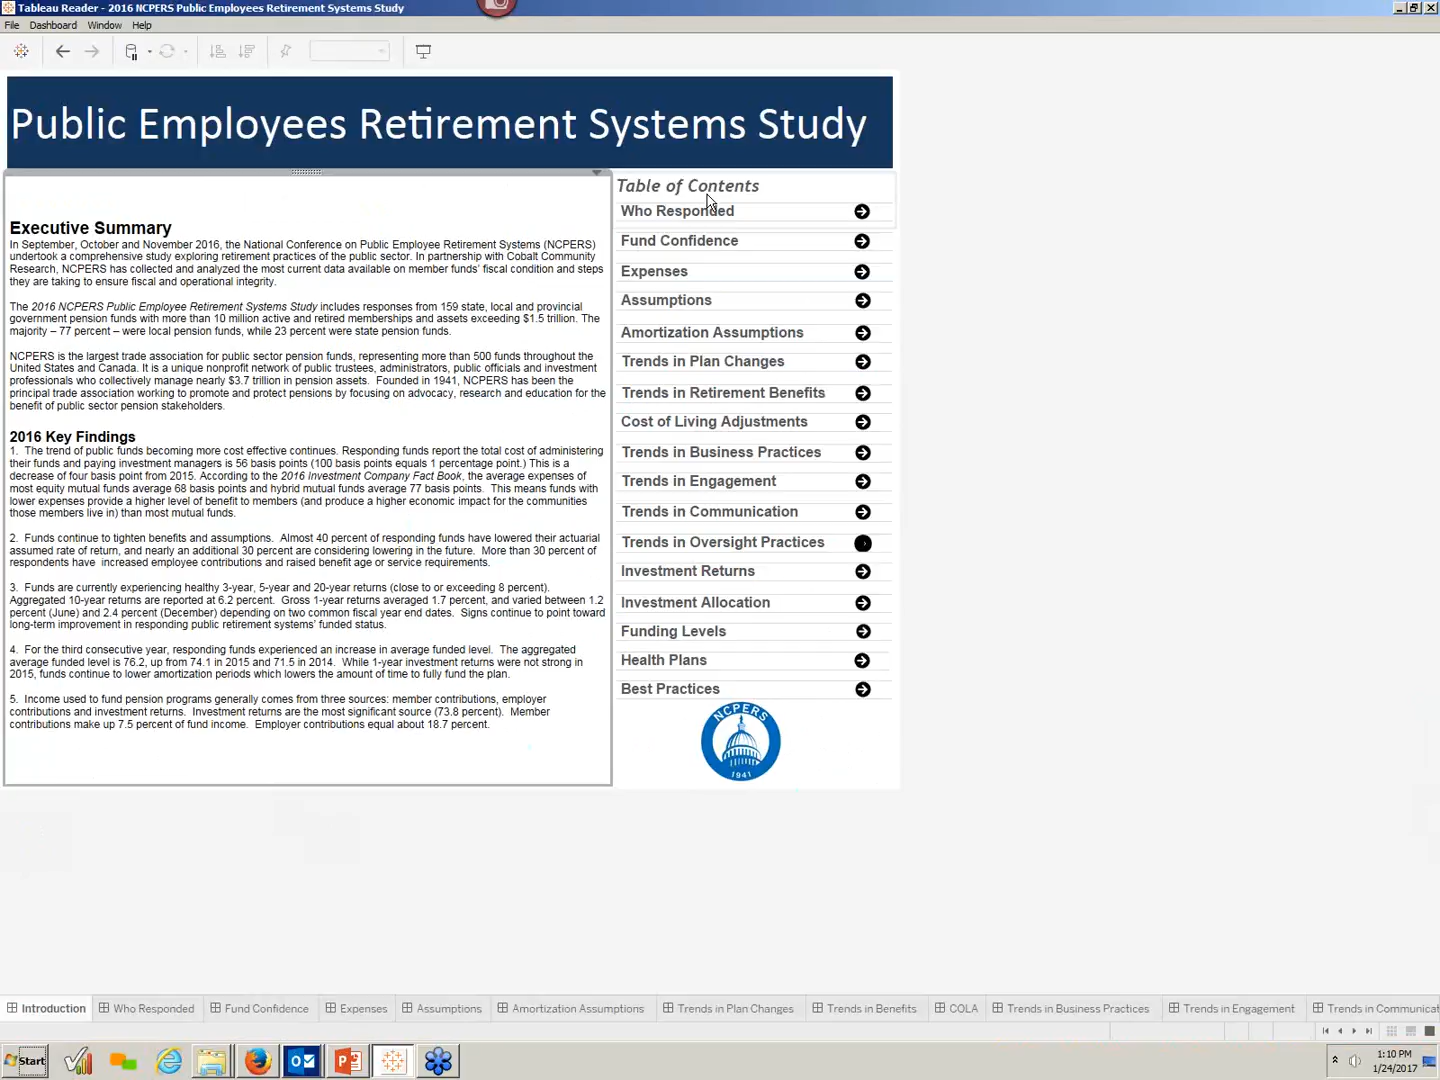 Tableau Reader - 2016 NCPERS Public Employees Retirement Systems Study
File Dashboard Window Help
Public Employees Retirement Systems Study
Executive Summary
In September, October and November 2016, the National Conference on Public Employee Retirement Systems (NCPERS)
undertook a comprehensive study exploring retirement practices of the public sector. In partnership with Cobalt Community
Research, NCPERS has collected and analyzed the most current data available on member funds' fiscal condition and steps
they are taking to ensure fiscal and operational integrity.
The 2016 NCPERS Public Employee Retirement Systems Study includes responses from 159 state, local and provincial
government pension funds with more than 10 million active and retired memberships and assets exceeding $1.5 trillion. The
majority – 77 percent – were local pension funds, while 23 percent were state pension funds.
NCPERS is the largest trade association for public sector pension funds, representing more than 500 funds throughout the
United States and Canada. It is a unique nonprofit network of public trustees, administrators, public officials and investment
professionals who collectively manage nearly $3.7 trillion in pension assets. Founded in 1941, NCPERS has been the
principal trade association working to promote and protect pensions by focusing on advocacy, research and education for the
benefit of public sector pension stakeholders.
2016 Key Findings
1. The trend of public funds becoming more cost effective continues. Responding funds report the total cost of administering
their funds and paying investment managers is 56 basis points (100 basis points equals 1 percentage point.) This is a
decrease of four basis point from 2015. According to the 2016 Investment Company Fact Book, the average expenses of
most equity mutual funds average 68 basis points and hybrid mutual funds average 77 basis points. This means funds with
lower expenses provide a higher level of benefit to members (and produce a higher economic impact for the communities
those members live in) than most mutual funds.
2. Funds continue to tighten benefits and assumptions. Almost 40 percent of responding funds have lowered their actuarial
assumed rate of return, and nearly an additional 30 percent are considering lowering in the future. More than 30 percent of
respondents have increased employee contributions and raised benefit age or service requirements.
3. Funds are currently experiencing healthy 3-year, 5-year and 20-year returns (close to or exceeding 8 percent).
Aggregated 10-year returns are reported at 6.2 percent. Gross 1-year returns averaged 1.7 percent, and varied between 1.2
percent (June) and 2.4 percent (December) depending on two common fiscal year end dates. Signs continue to point toward
long-term improvement in responding public retirement systems' funded status.
4. For the third consecutive year, responding funds experienced an increase in average funded level. The aggregated
average funded level is 76.2, up from 74.1 in 2015 and 71.5 in 2014. While 1-year investment returns were not strong in
2015, funds continue to lower amortization periods which lowers the amount of time to fully fund the plan.
5. Income used to fund pension programs generally comes from three sources: member contributions, employer
contributions and investment returns. Investment returns are the most significant source (73.8 percent). Member
contributions make up 7.5 percent of fund income. Employer contributions equal about 18.7 percent.
Table of Contents
Who Responded
Fund Confidence
Expenses
Assumptions
Amortization Assumptions
Trends in Plan Changes
Trends in Retirement Benefits
Cost of Living Adjustments
Trends in Business Practices
Trends in Engagement
Trends in Communication
Trends in Oversight Practices
Investment Returns
Investment Allocation
Funding Levels
Health Plans
Best Practices
NCPERS
1941
Introduction Who Responded Fund Confidence Expenses Assumptions Amortization Assumptions Trends in Plan Changes Trends in Benefits COLA Trends in Business Practices Trends in Engagement Trends in Communicat
Start
1:10 PM
1/24/2017